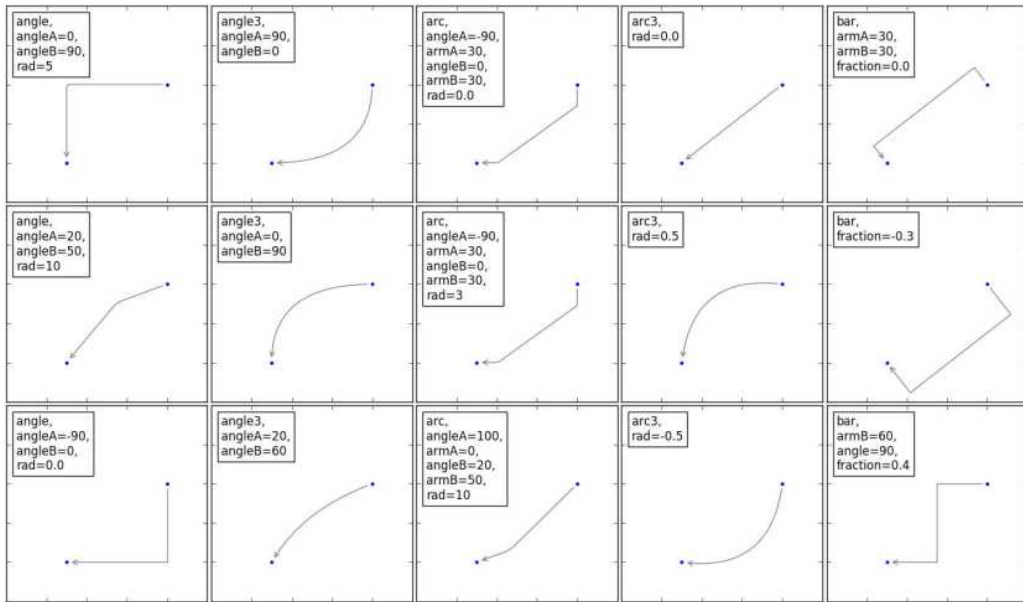 angle,
angleA=0,
angleB=90,
rad=5
angle3,
angleA=90,
angleB=0
arc,
angleA=-90,
armA=30,
angleB=0,
armB=30,
rad=0.0
arc3,
rad=0.0
bar,
armA=30,
armB=30,
fraction=0.0
angle,
angleA=20,
angleB=50,
rad=10
angle3,
angleA=0,
angleB=90
arc,
angleA=-90,
armA=30,
angleB=0,
armB=30,
rad=3
arc3,
rad=0.5
bar,
fraction=-0.3
angle,
angleA=-90,
angleB=0,
rad=0.0
angle3,
angleA=20,
angleB=60
arc,
angleA=100,
armA=0,
angleB=20,
armB=50,
rad=10
arc3,
rad=-0.5
bar,
armB=60,
angle=90,
fraction=0.4